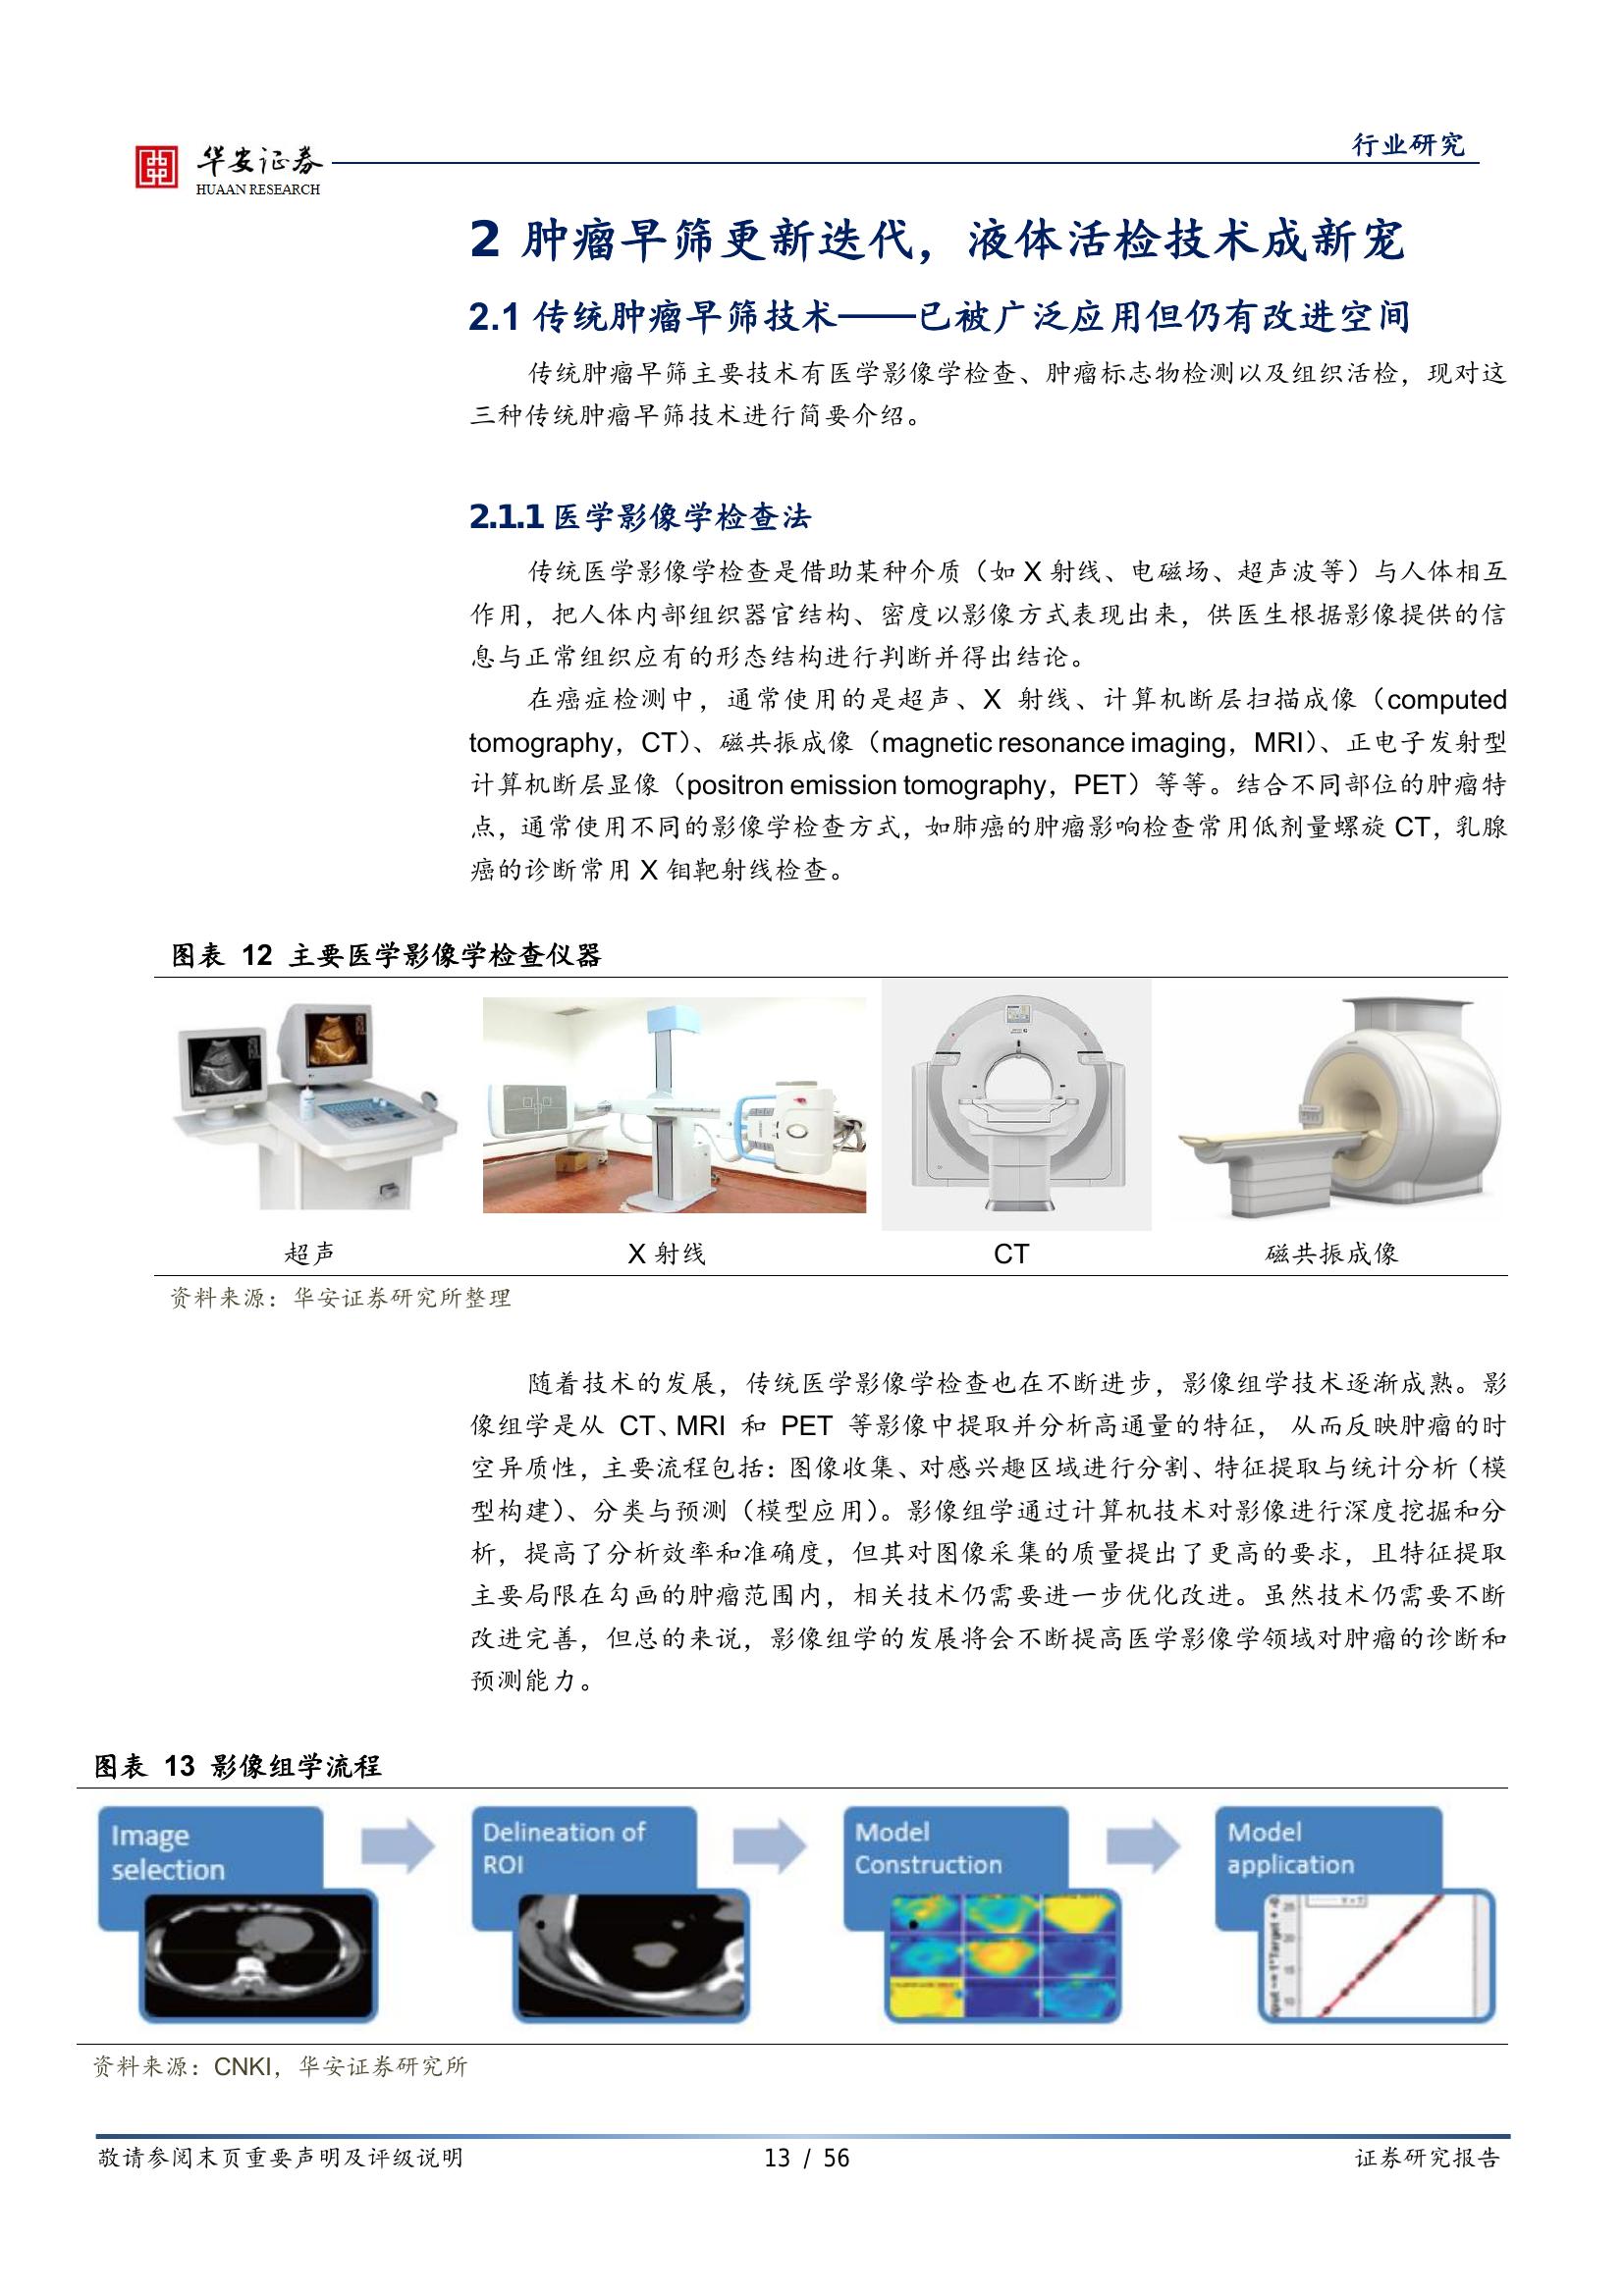 华安证券
HUAAN RESEARCH
行业研究
2 肿瘤早筛更新迭代，液体活检技术成新宠
2.1 传统肿瘤早筛技术——已被广泛应用但仍有改进空间
传统肿瘤早筛主要技术有医学影像学检查、肿瘤标志物检测以及组织活检，现对这
三种传统肿瘤早筛技术进行简要介绍。
2.1.1 医学影像学检查法
传统医学影像学检查是借助某种介质（如 X 射线、电磁场、超声波等）与人体相互
作用，把人体内部组织器官结构、密度以影像方式表现出来，供医生根据影像提供的信
息与正常组织应有的形态结构进行判断并得出结论。
在癌症检测中，通常使用的是超声、X 射线、计算机断层扫描成像（computed
tomography，CT）、磁共振成像（magnetic resonance imaging，MRI）、正电子发射型
计算机断层显像（positron emission tomography，PET）等等。结合不同部位的肿瘤特
点，通常使用不同的影像学检查方式，如肺癌的肿瘤影响检查常用低剂量螺旋 CT，乳腺
癌的诊断常用 X 钼靶射线检查。
图表 12 主要医学影像学检查仪器
超声
X 射线
CT
磁共振成像
资料来源：华安证券研究所整理
随着技术的发展，传统医学影像学检查也在不断进步，影像组学技术逐渐成熟。影
像组学是从 CT、MRI 和 PET 等影像中提取并分析高通量的特征， 从而反映肿瘤的时
空异质性，主要流程包括：图像收集、对感兴趣区域进行分割、特征提取与统计分析（模
型构建）、分类与预测（模型应用）。影像组学通过计算机技术对影像进行深度挖掘和分
析，提高了分析效率和准确度，但其对图像采集的质量提出了更高的要求，且特征提取
主要局限在勾画的肿瘤范围内，相关技术仍需要进一步优化改进。虽然技术仍需要不断
改进完善，但总的来说，影像组学的发展将会不断提高医学影像学领域对肿瘤的诊断和
预测能力。
图表 13 影像组学流程
Image
selection
Delineation of
ROI
Model
Construction
Model
application
资料来源：CNKI，华安证券研究所
敬请参阅末页重要声明及评级说明
13 / 56
证券研究报告